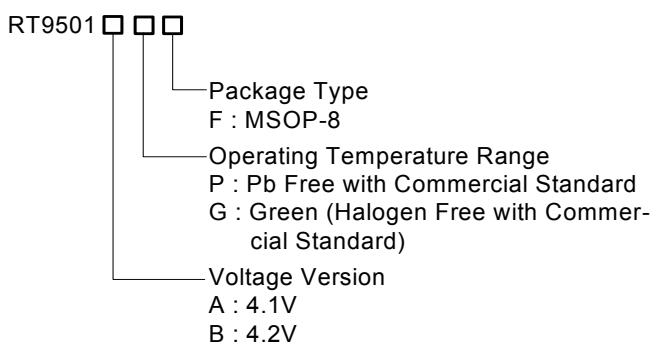 RT9501
Package Type
F : MSOP-8
Operating Temperature Range
P : Pb Free with Commercial Standard
G : Green (Halogen Free with Commer-
cial Standard)
Voltage Version
A : 4.1V
B : 4.2V